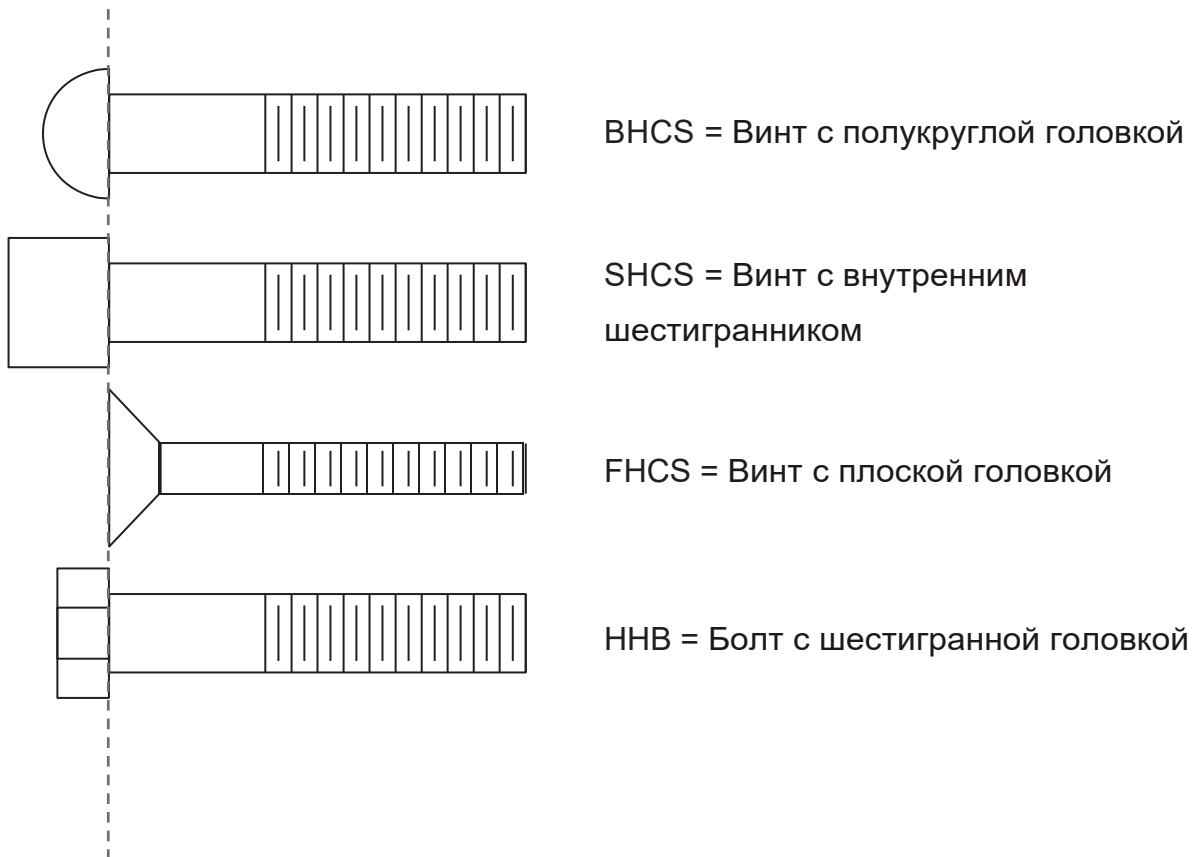 BHCS = Винт с полукруглой головкой
SHCS = Винт с внутренним
шестигранником
FHCS = Винт с плоской головкой
HHB = Болт с шестигранной головкой